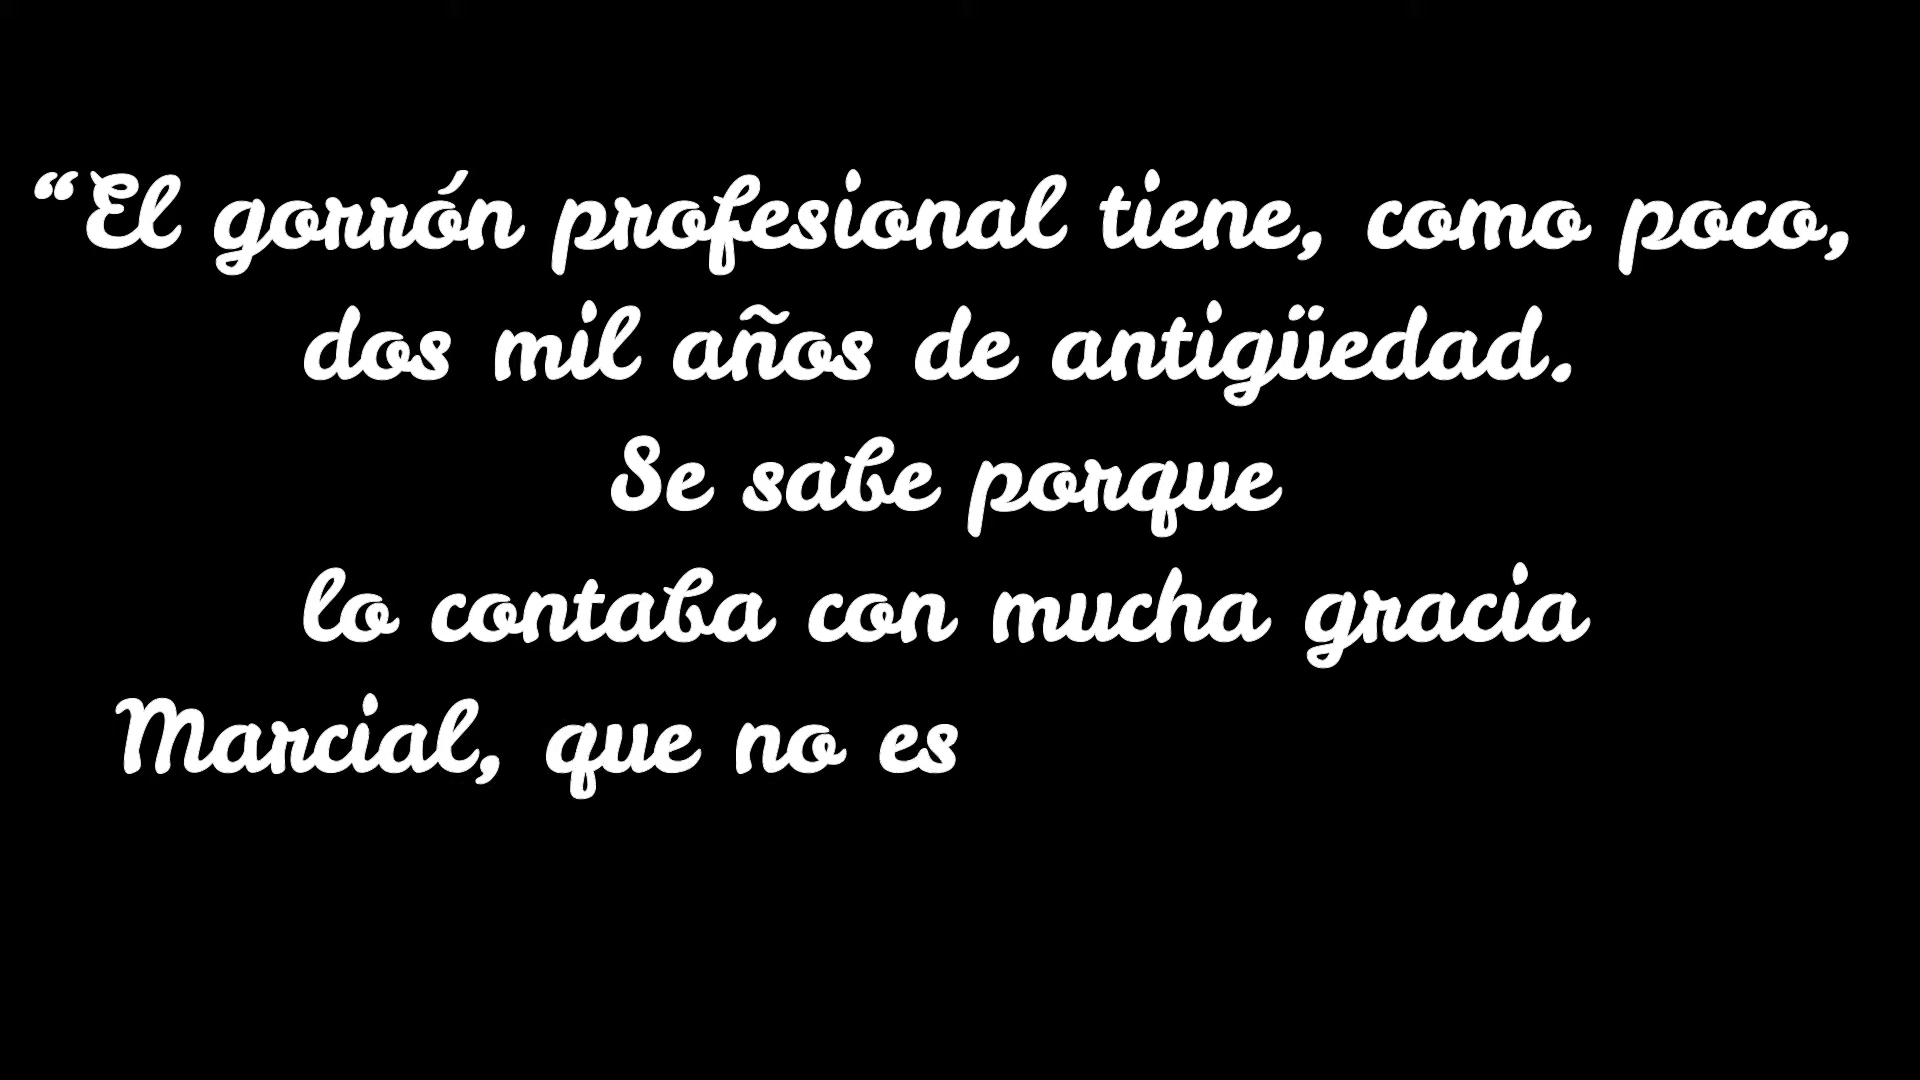 “El gorrón profesional tiene, como poco,
dos mil años de antigüedad.
Se sabe porque
lo contaba con mucha gracia
Marcial, que no es